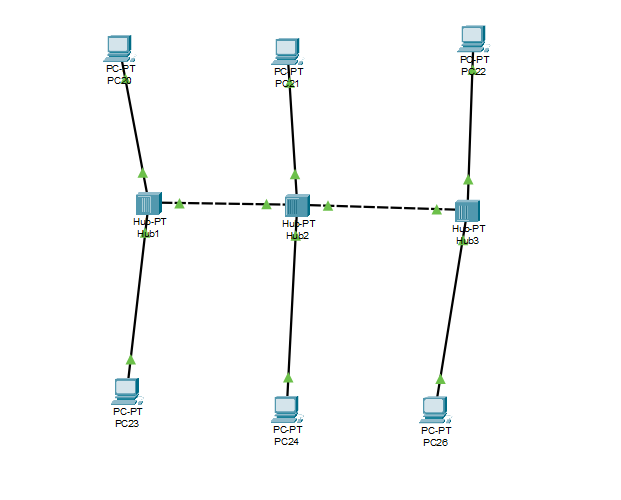 PC-PT
PC20
PC-PT
PC21
PC-PT
PC22
Hub-PT
Hub1
Hub-PT
Hub2
Hub-PT
Hub3
PC-PT
PC23
PC-PT
PC24
PC-PT
PC26